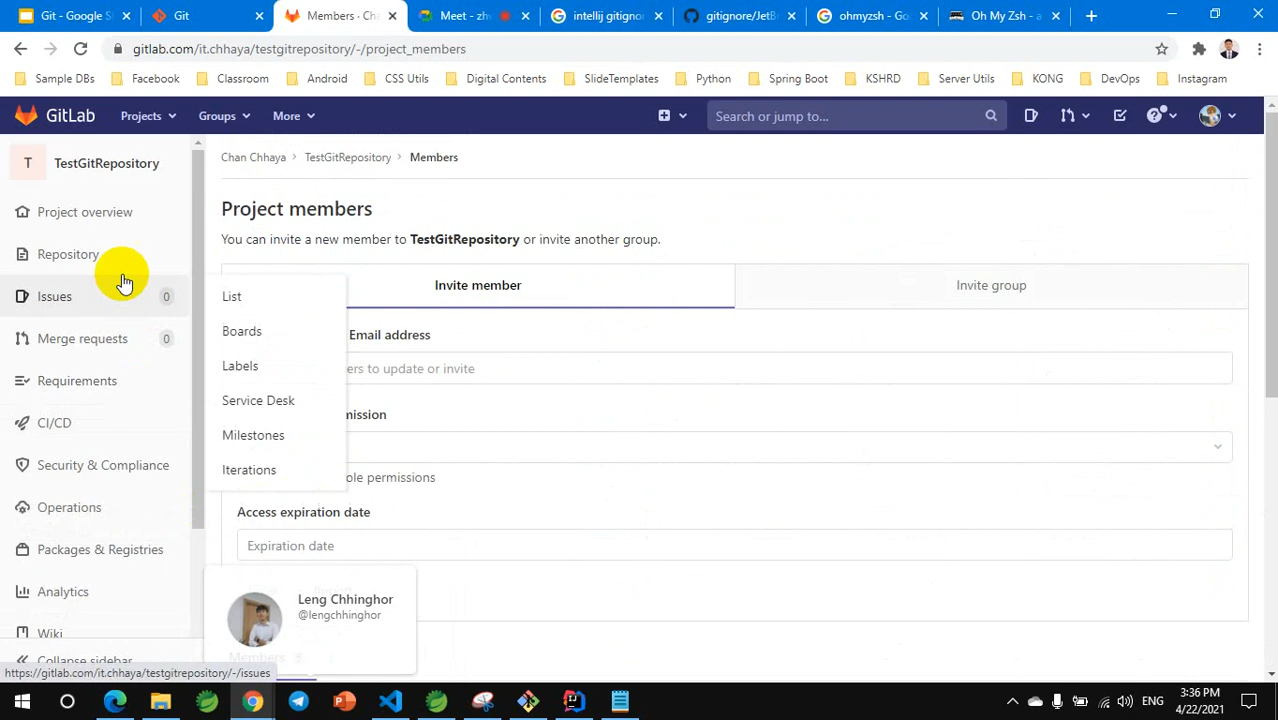 Git - Google S
Git
Members · Cha
Meet - zhw
intellij gitignore
gitignore/JetB
ohmyzsh - Goo
Oh My Zsh - a
gitlab.com/it.chhaya/testgitrepository/-/project_members
Sample DBs
Facebook
Classroom
Android
CSS Utils
Digital Contents
SlideTemplates
Python
Spring Boot
KSHRD
Server Utils
KONG
DevOps
Instagram
GitLab
Projects
Groups
More
Search or jump to...
T
TestGitRepository
Project overview
Repository
Issues
0
Merge requests
0
Requirements
CI/CD
Security & Compliance
Operations
Packages & Registries
Analytics
Wiki
Collapse sidebar
List
Boards
Labels
Service Desk
Milestones
Iterations
Chan Chhaya > TestGitRepository > Members
Project members
You can invite a new member to TestGitRepository or invite another group.
Invite member
Invite group
Email address
ers to update or invite
mission
ole permissions
Access expiration date
Expiration date
Leng Chhinghor
@lengchhinghor
Members
https://gitlab.com/it.chhaya/testgitrepository/-/issues
ENG
3:36 PM
4/22/2021